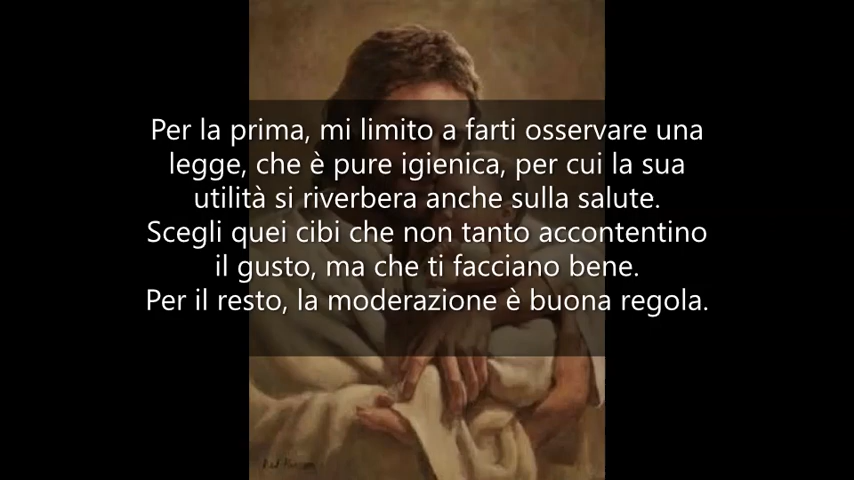 Per la prima, mi limito a farti osservare una
legge, che è pure igienica, per cui la sua
utilità si riverbera anche sulla salute.
Scegli quei cibi che non tanto accontentino
il gusto, ma che ti facciano bene.
Per il resto, la moderazione è buona regola.